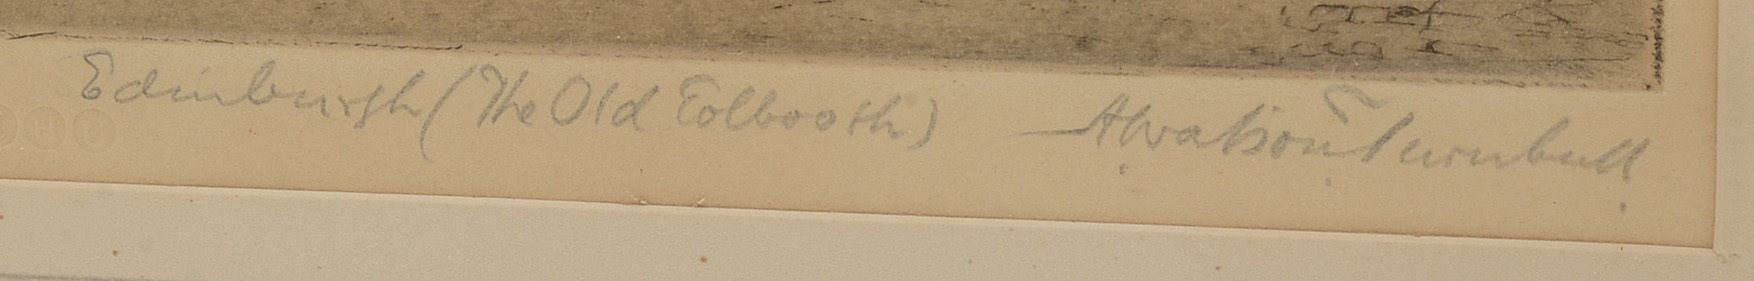 Edinburgh (The Old Tolbooth) A Watson Turnbull